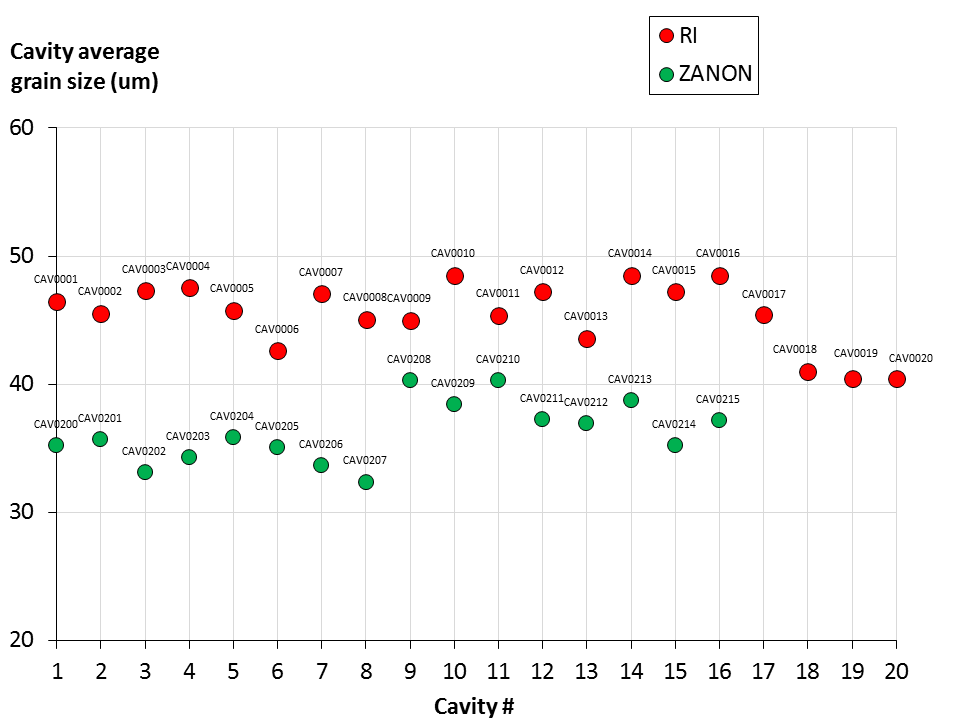 Cavity average
grain size (um)
RI
ZANON
60
50
40
30
20
CAV0001
CAV0002
CAV0003
CAV0004
CAV0005
CAV0006
CAV0007
CAV0008
CAV0009
CAV0010
CAV0011
CAV0012
CAV0013
CAV0014
CAV0015
CAV0016
CAV0017
CAV0018
CAV0019
CAV0020
CAV0200
CAV0201
CAV0202
CAV0203
CAV0204
CAV0205
CAV0206
CAV0207
CAV0208
CAV0209
CAV0210
CAV0211
CAV0212
CAV0213
CAV0214
CAV0215
1 2 3 4 5 6 7 8 9 10 11 12 13 14 15 16 17 18 19 20
Cavity #